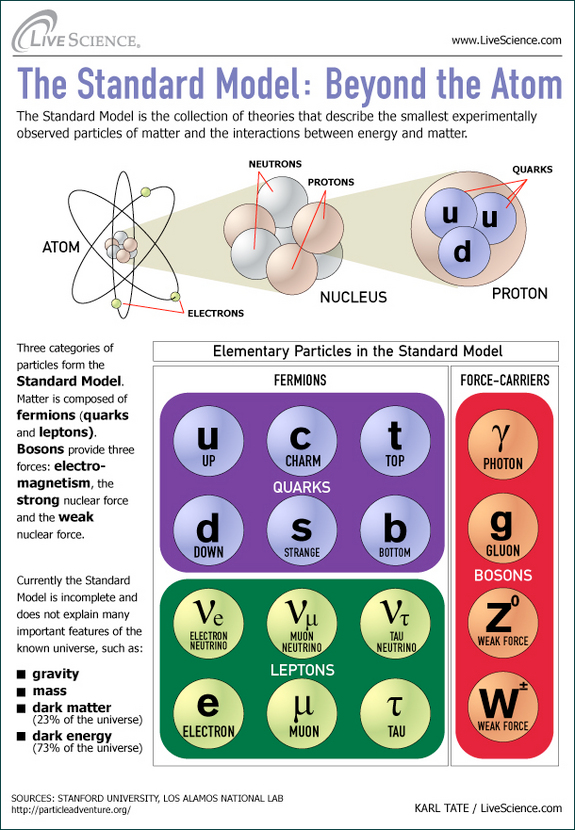 LIVESCIENCE®
www.LiveScience.com
The Standard Model: Beyond the Atom
The Standard Model is the collection of theories that describe the smallest experimentally
observed particles of matter and the interactions between energy and matter.
NEUTRONS
PROTONS
QUARKS
ATOM
u
u
d
ELECTRONS
NUCLEUS
PROTON
Three categories of
particles form the
Standard Model.
Matter is composed of
fermions (quarks
and leptons).
Bosons provide three
forces: electro-
magnetism, the
strong nuclear force
and the weak
nuclear force.
Currently the Standard
Model is incomplete and
does not explain many
important features of the
known universe, such as:
■ gravity
■ mass
■ dark matter
(23% of the universe)
■ dark energy
(73% of the universe)
Elementary Particles in the Standard Model
FERMIONS
FORCE-CARRIERS
u
UP
c
CHARM
t
TOP
QUARKS
d
DOWN
s
STRANGE
b
BOTTOM
νe
ELECTRON
NEUTRINO
νμ
MUON
NEUTRINO
ντ
TAU
NEUTRINO
LEPTONS
e
ELECTRON
μ
MUON
τ
TAU
γ
PHOTON
g
GLUON
BOSONS
Z⁰
WEAK FORCE
W±
WEAK FORCE
SOURCES: STANFORD UNIVERSITY, LOS ALAMOS NATIONAL LAB
http://particleadventure.org/
KARL TATE / LiveScience.com